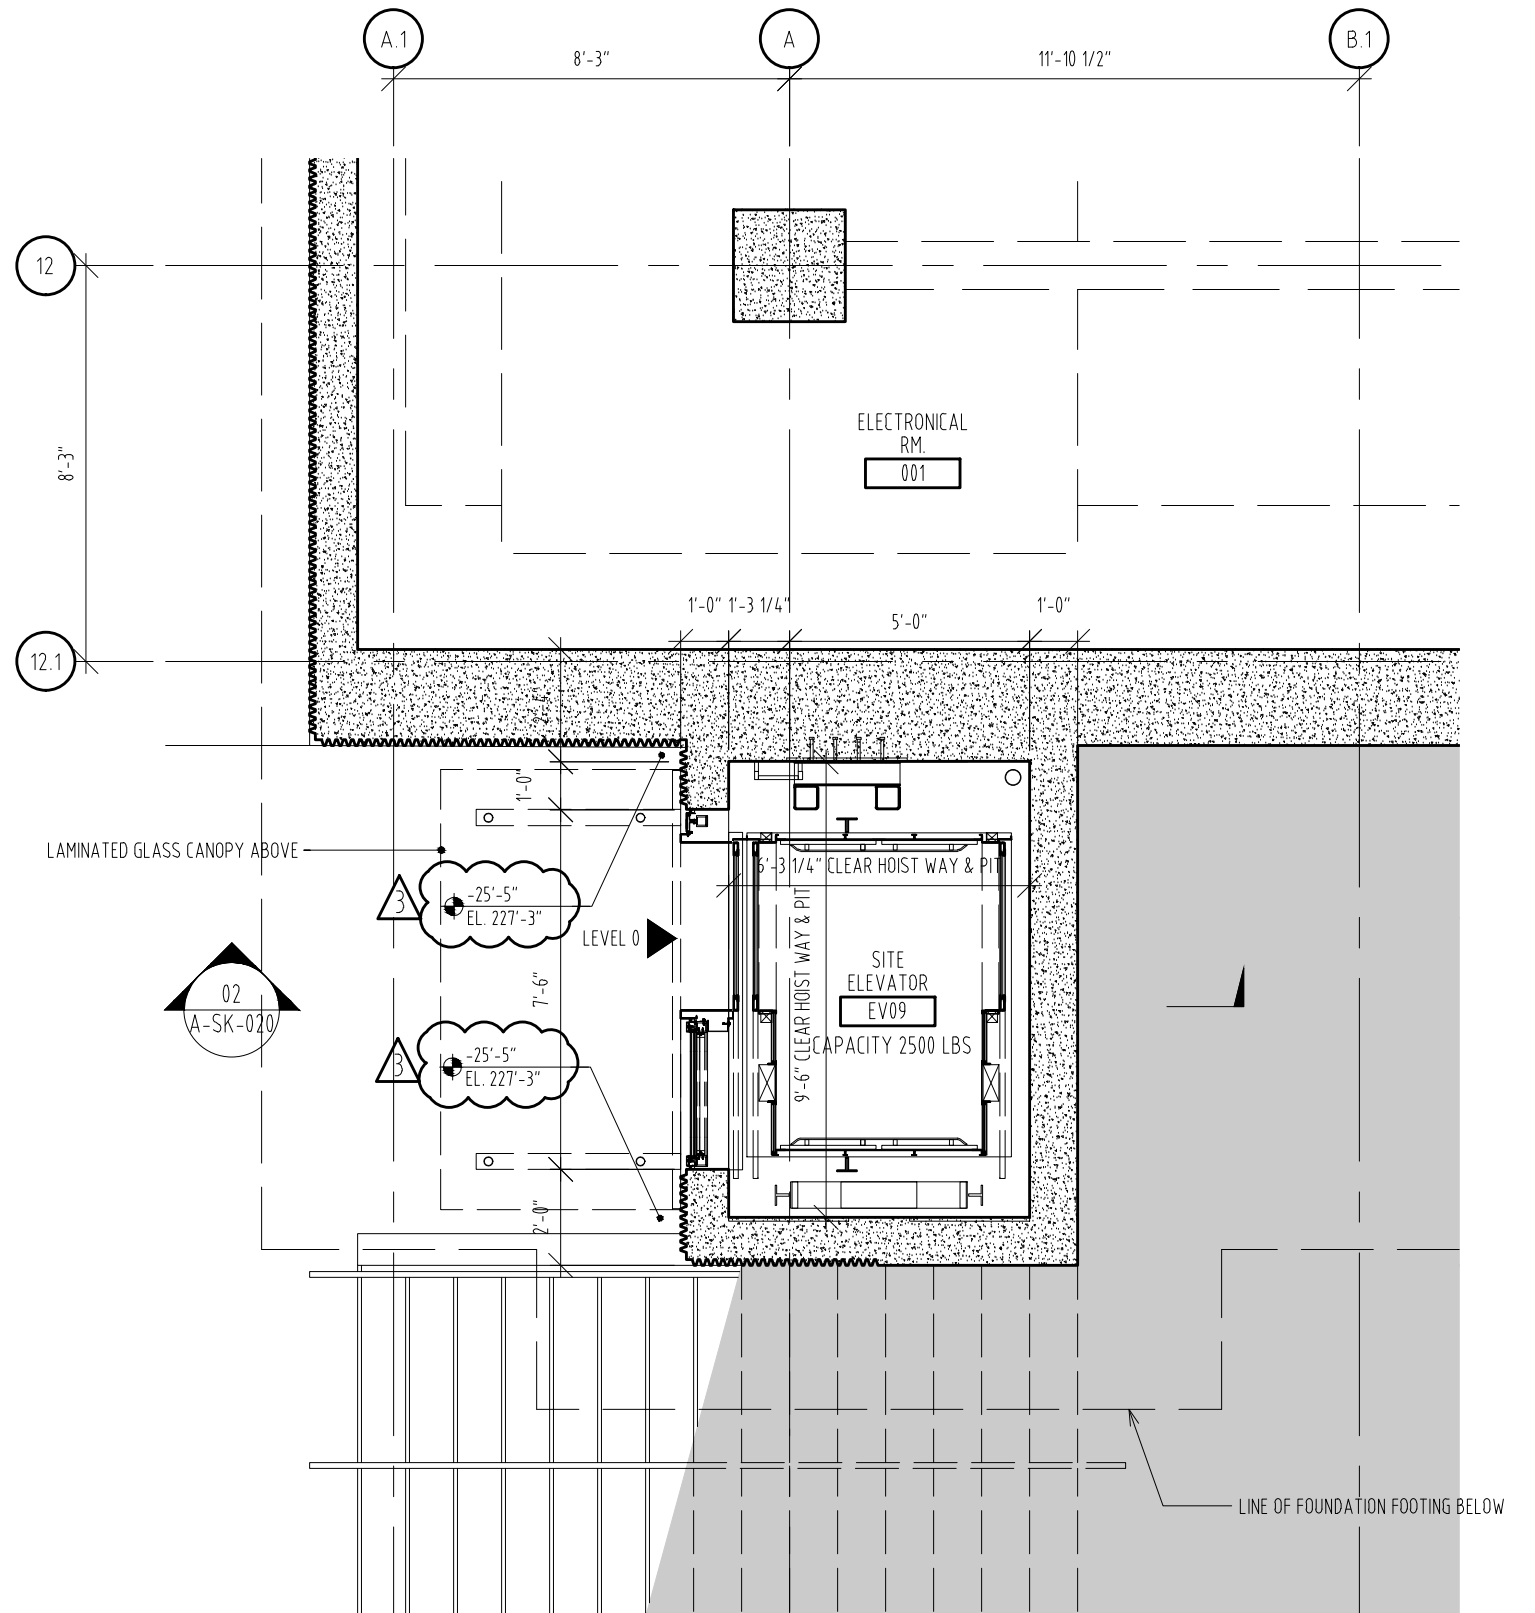 A.1
A
B.1
8'-3"
11'-10 1/2"
12
8'-3"
ELECTRONICAL
RM.
001
1'-0"
1'-3 1/4"
5'-0"
1'-0"
12.1
1'-0"
LAMINATED GLASS CANOPY ABOVE
6'-3 1/4" CLEAR HOIST WAY & PIT
3
-25'-5"
EL. 227'-3"
LEVEL 0
9'-6" CLEAR HOIST WAY & PIT
SITE
ELEVATOR
EV09
CAPACITY 2500 LBS
7'-6"
02
A-SK-020
3
-25'-5"
EL. 227'-3"
2'-0"
LINE OF FOUNDATION FOOTING BELOW